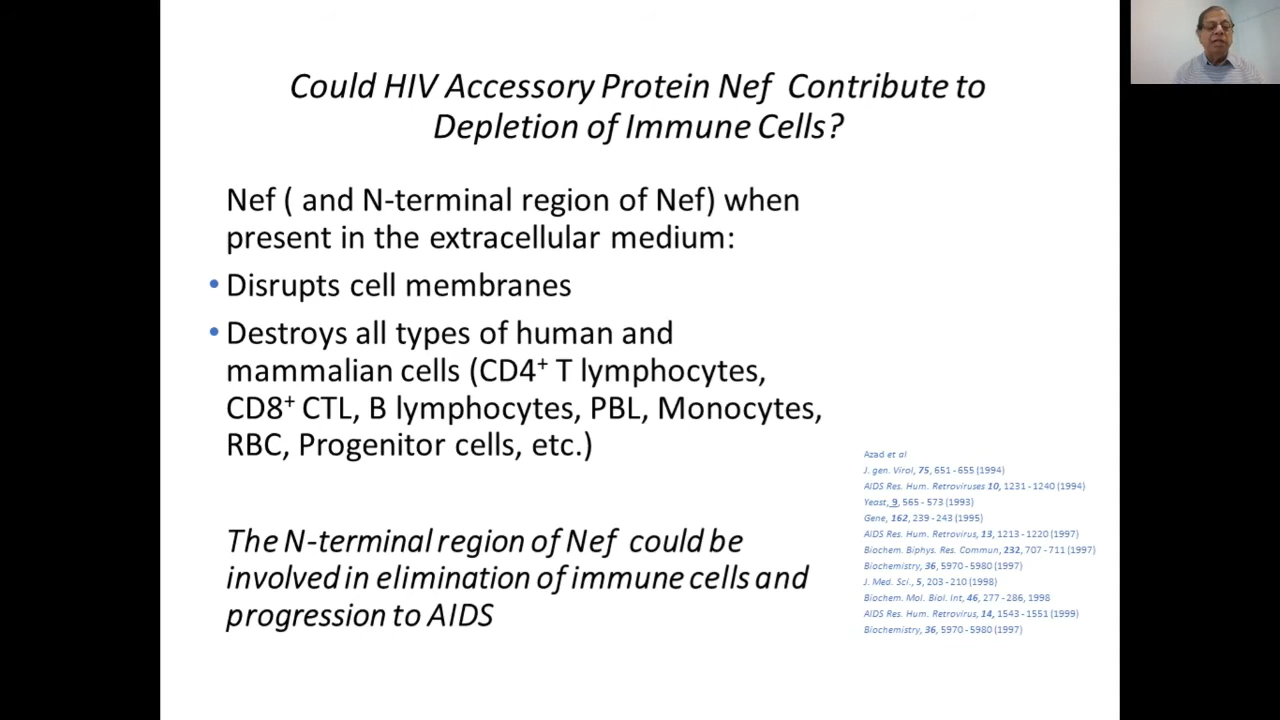 Could HIV Accessory Protein Nef Contribute to
Depletion of Immune Cells?
Nef ( and N-terminal region of Nef) when
present in the extracellular medium:
• Disrupts cell membranes
• Destroys all types of human and
mammalian cells (CD4⁺ T lymphocytes,
CD8⁺ CTL, B lymphocytes, PBL, Monocytes,
RBC, Progenitor cells, etc.)
The N-terminal region of Nef could be
involved in elimination of immune cells and
progression to AIDS
Azad et al
J. gen. Virol, 75, 651 - 655 (1994)
AIDS Res. Hum. Retroviruses 10, 1231 - 1240 (1994)
Yeast, 9, 565 - 573 (1993)
Gene, 162, 239 - 243 (1995)
AIDS Res. Hum. Retrovirus, 13, 1213 - 1220 (1997)
Biochem. Biphys. Res. Commun, 232, 707 - 711 (1997)
Biochemistry, 36, 5970 - 5980 (1997)
J. Med. Sci., 5, 203 - 210 (1998)
Biochem. Mol. Biol. Int, 46, 277 - 286, 1998
AIDS Res. Hum. Retrovirus, 14, 1543 - 1551 (1999)
Biochemistry, 36, 5970 - 5980 (1997)